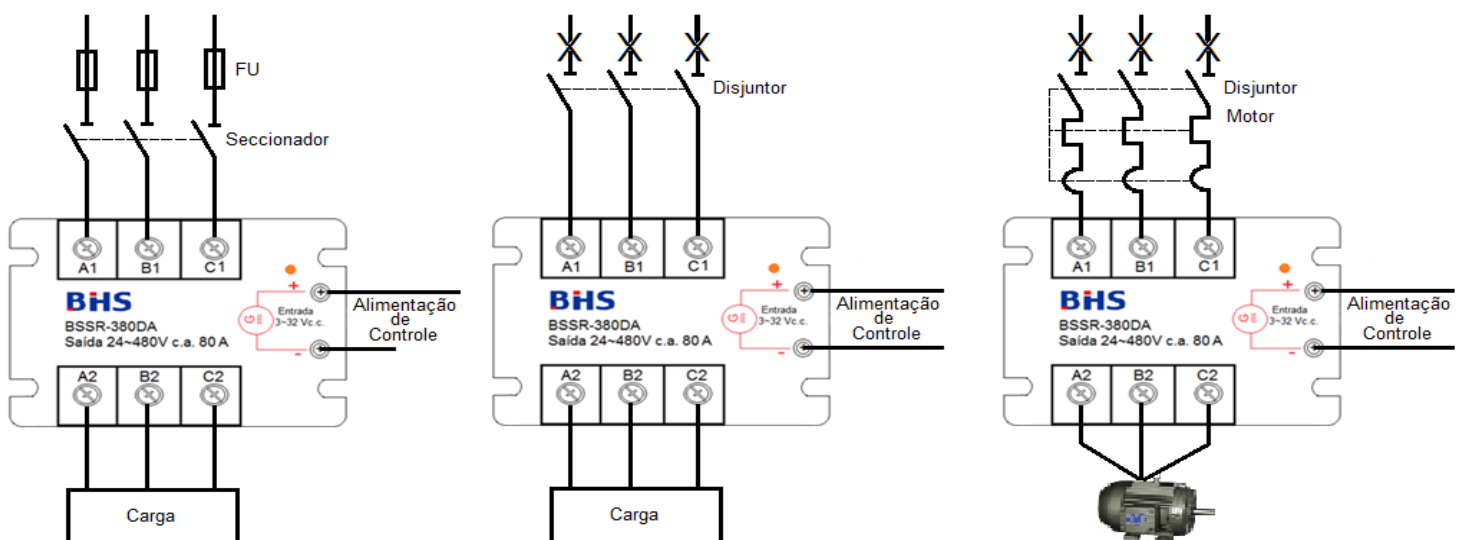 FU
Seccionador
A1 B1 C1
+
BHS
Entrada
3~32 Vc.c.
G
BSSR-380DA
Saída 24~480V c.a. 80 A
-
Alimentação
de
Controle
A2 B2 C2
Carga
Disjuntor
A1 B1 C1
+
BHS
Entrada
3~32 Vc.c.
G
BSSR-380DA
Saída 24~480V c.a. 80 A
-
Alimentação
de
Controle
A2 B2 C2
Carga
Disjuntor
Motor
A1 B1 C1
+
BHS
Entrada
3~32 Vc.c.
G
BSSR-380DA
Saída 24~480V c.a. 80 A
-
Alimentação
de
Controle
A2 B2 C2